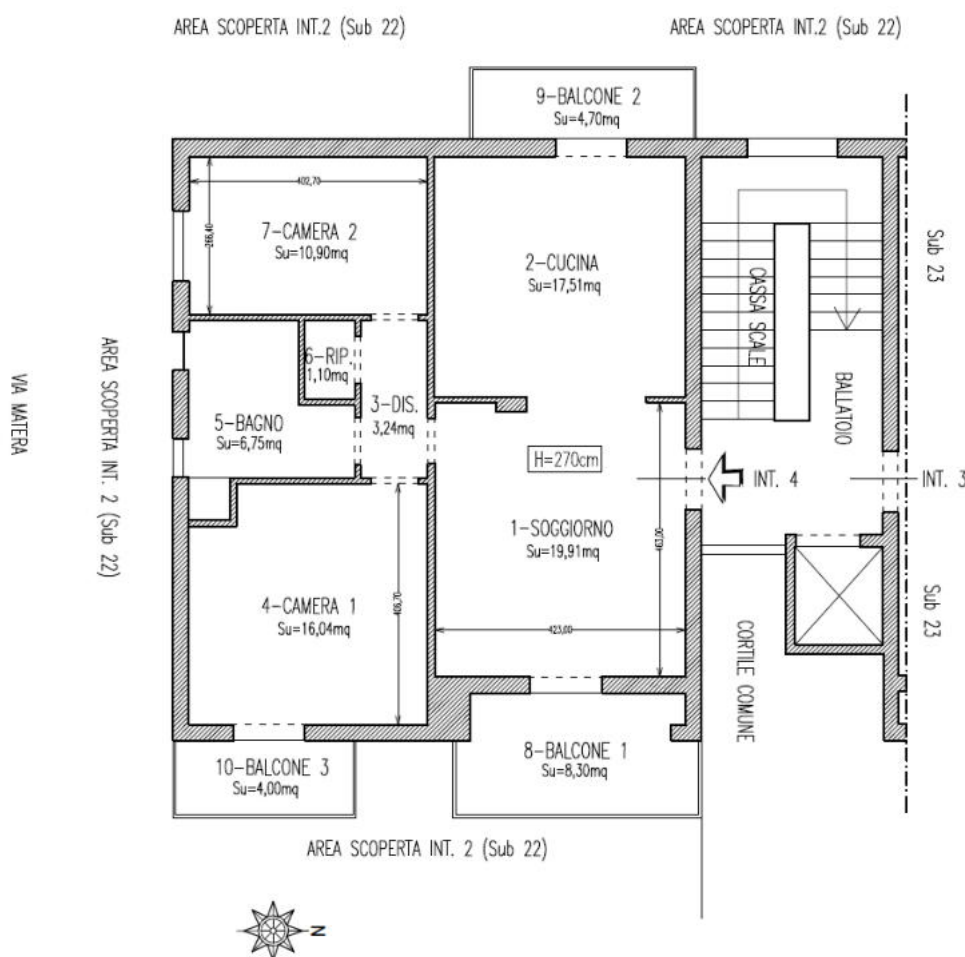 AREA SCOPERTA INT.2 (Sub 22)
AREA SCOPERTA INT.2 (Sub 22)
9-BALCONE 2
Su=4,70mq
402,70
7-CAMERA 2
Su=10,90mq
2-CUCINA
Su=17,51mq
CASSA SCALE
BALLATOIO
Sub 23
VIA MATERA
AREA SCOPERTA INT. 2 (Sub 22)
6-RIP.
1,10mq
3-DIS.
3,24mq
5-BAGNO
Su=6,75mq
H=270cm
INT. 4
INT. 3
1-SOGGIORNO
Su=19,91mq
463,00
423,00
4-CAMERA 1
Su=16,04mq
CORTILE COMUNE
Sub 23
10-BALCONE 3
Su=4,00mq
8-BALCONE 1
Su=8,30mq
AREA SCOPERTA INT. 2 (Sub 22)
N